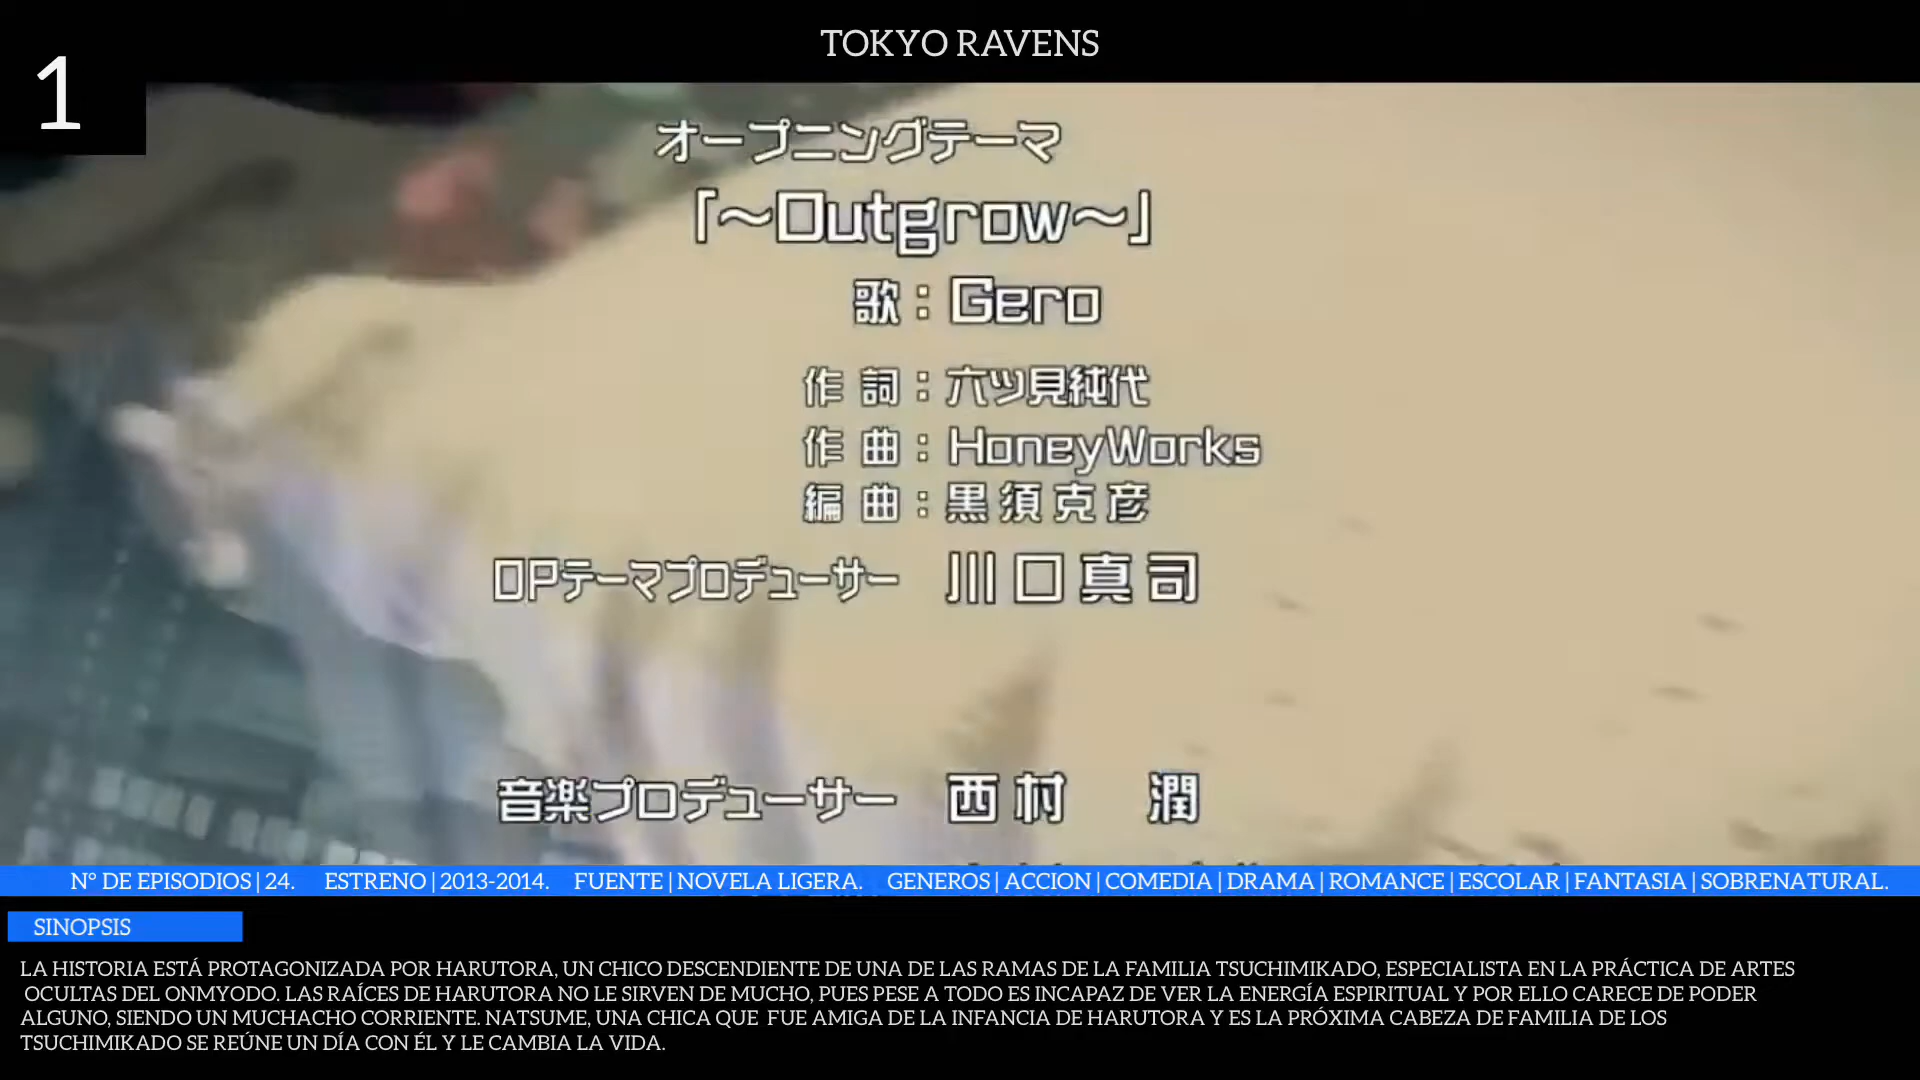 TOKYO RAVENS
1
オープニングテーマ
「～Outgrow～」
歌：Gero
作 詞：六ツ見純代
作 曲：HoneyWorks
編 曲：黒須克彦
OPテーマプロデューサー 川口真司
音楽プロデューサー 西村 潤
N° DE EPISODIOS | 24. ESTRENO | 2013-2014. FUENTE | NOVELA LIGERA. GENEROS | ACCION | COMEDIA | DRAMA | ROMANCE | ESCOLAR | FANTASIA | SOBRENATURAL.
SINOPSIS
LA HISTORIA ESTÁ PROTAGONIZADA POR HARUTORA, UN CHICO DESCENDIENTE DE UNA DE LAS RAMAS DE LA FAMILIA TSUCHIMIKADO, ESPECIALISTA EN LA PRÁCTICA DE ARTES
OCULTAS DEL ONMYODO. LAS RAÍCES DE HARUTORA NO LE SIRVEN DE MUCHO, PUES PESE A TODO ES INCAPAZ DE VER LA ENERGÍA ESPIRITUAL Y POR ELLO CARECE DE PODER
ALGUNO, SIENDO UN MUCHACHO CORRIENTE. NATSUME, UNA CHICA QUE FUE AMIGA DE LA INFANCIA DE HARUTORA Y ES LA PRÓXIMA CABEZA DE FAMILIA DE LOS
TSUCHIMIKADO SE REÚNE UN DÍA CON ÉL Y LE CAMBIA LA VIDA.